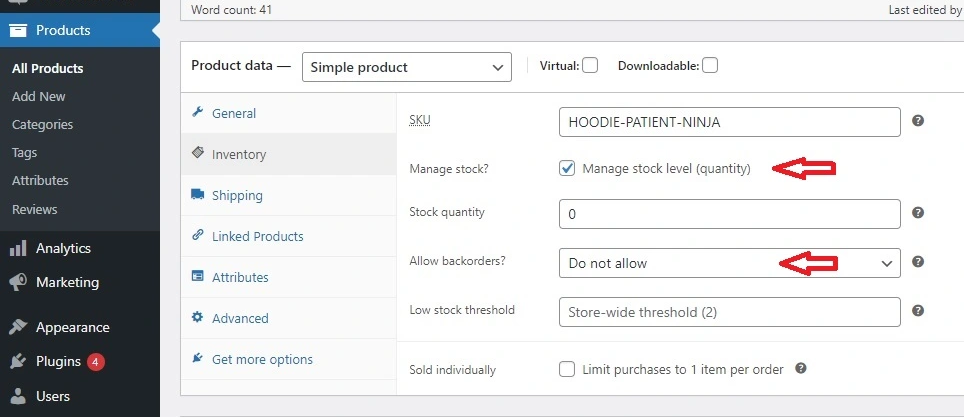 Word count: 41
Last edited by
Products
All Products
Add New
Categories
Tags
Attributes
Reviews
Analytics
Marketing
Appearance
Plugins 4
Users
Product data — Simple product Virtual: Downloadable:
General
Inventory
Shipping
Linked Products
Attributes
Advanced
Get more options
SKU HOODIE-PATIENT-NINJA ?
Manage stock? Manage stock level (quantity)
Stock quantity 0 ?
Allow backorders? Do not allow ?
Low stock threshold Store-wide threshold (2) ?
Sold individually Limit purchases to 1 item per order ?